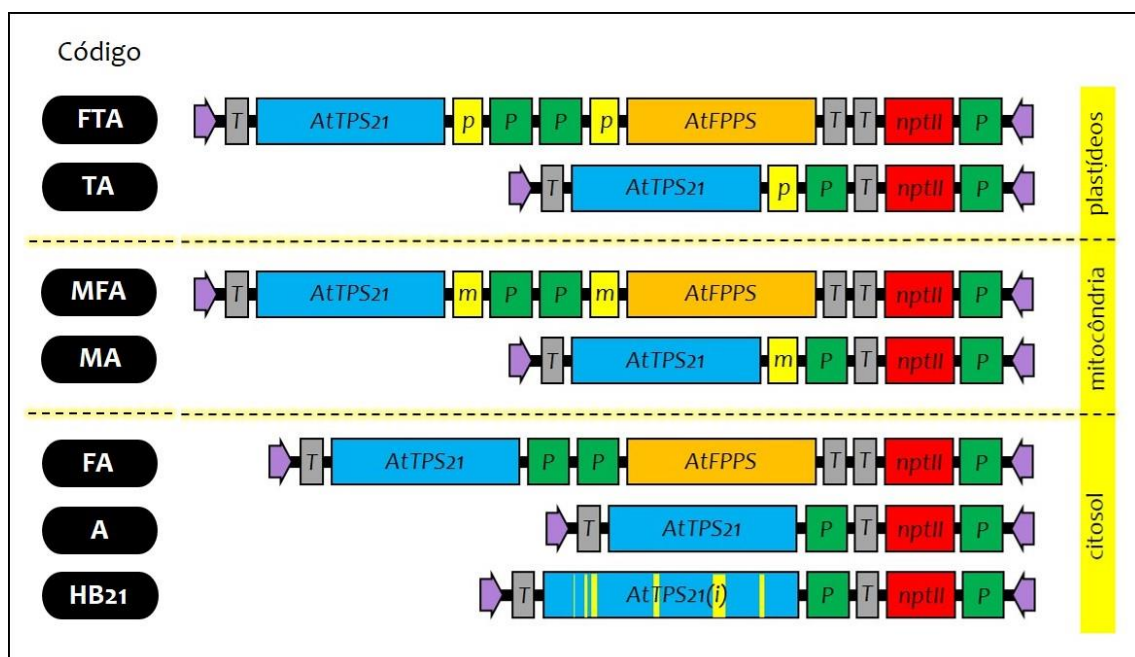 Código
FTA T AtTPS21 p P P p AtFPPS T T nptII P
TA T AtTPS21 p P T nptII P
plastídeos
MFA T AtTPS21 m P P m AtFPPS T T nptII P
MA T AtTPS21 m P T nptII P
mitocôndria
FA T AtTPS21 P P AtFPPS T T nptII P
A T AtTPS21 P T nptII P
HB21 T AtTPS21(i) P T nptII P
citosol